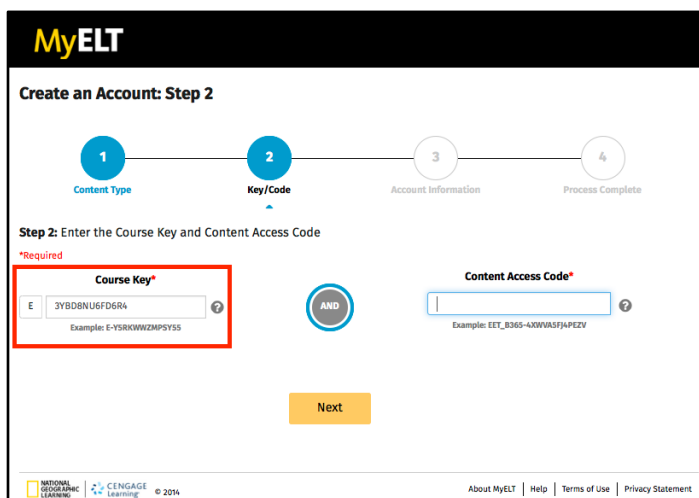 MyELT
Create an Account: Step 2
1
2
3
4
Content Type
Key/Code
Account Information
Process Complete
Step 2: Enter the Course Key and Content Access Code
*Required
Course Key*
E 3YBD8NU6FD6R4 ?
Example: E-Y5RKWWZMPSY55
AND
Content Access Code*
?
Example: EET_B365-4XWVA5FJ4PEZV
Next
NATIONAL
GEOGRAPHIC
LEARNING
CENGAGE
Learning
© 2014
About MyELT | Help | Terms of Use | Privacy Statement